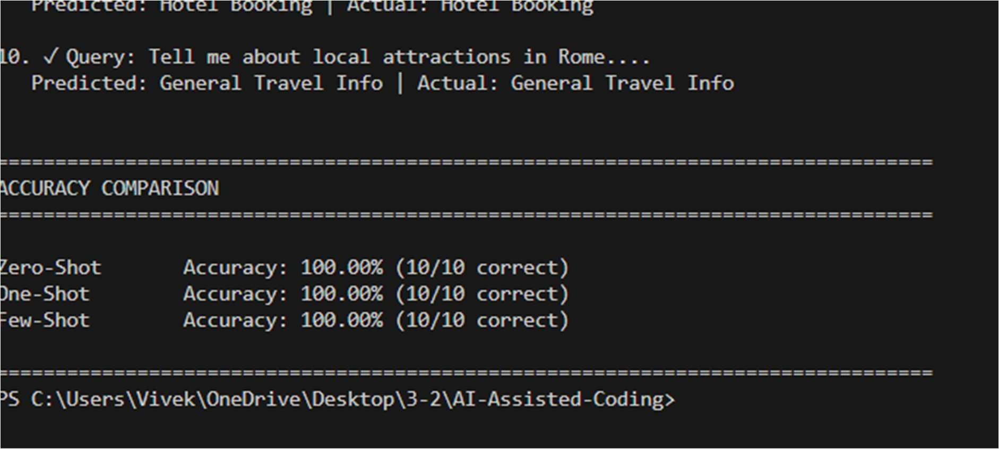 Predicted: Hotel Booking | Actual: Hotel Booking
10. ✓ Query: Tell me about local attractions in Rome....
Predicted: General Travel Info | Actual: General Travel Info
================================================================================
ACCURACY COMPARISON
================================================================================
Zero-Shot Accuracy: 100.00% (10/10 correct)
One-Shot Accuracy: 100.00% (10/10 correct)
Few-Shot Accuracy: 100.00% (10/10 correct)
================================================================================
PS C:\Users\Vivek\OneDrive\Desktop\3-2\AI-Assisted-Coding>